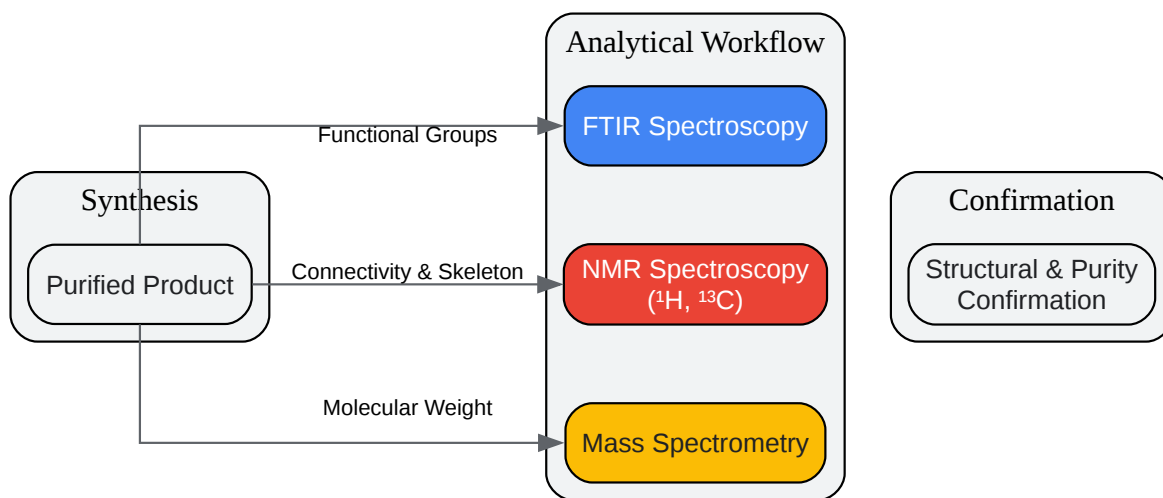 Analytical Workflow
FTIR Spectroscopy
Functional Groups
Synthesis
Purified Product
Connectivity & Skeleton
NMR Spectroscopy
(¹H, ¹³C)
Confirmation
Structural & Purity
Confirmation
Molecular Weight
Mass Spectrometry